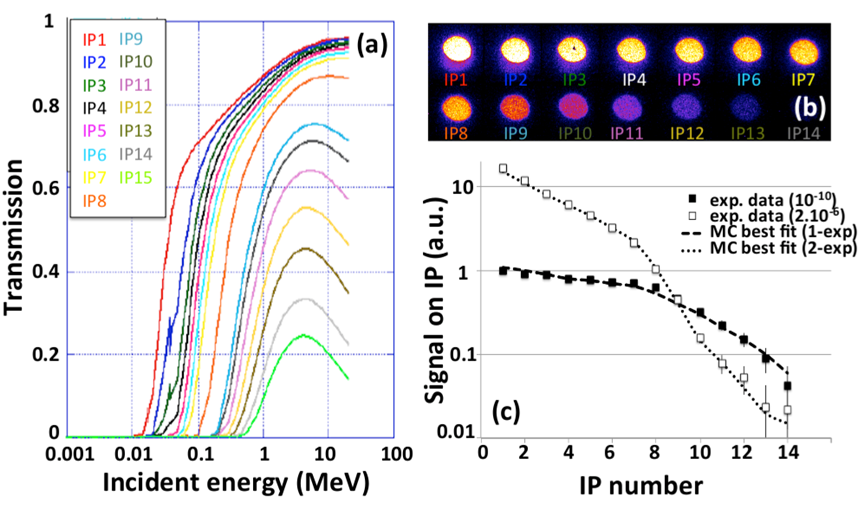 (a)
1
0.8
0.6
0.4
0.2
0
Transmission
IP1 IP9
IP2 IP10
IP3 IP11
IP4 IP12
IP5 IP13
IP6 IP14
IP7 IP15
IP8
0.001 0.01 0.1 1 10 100
Incident energy (MeV)
IP1 IP2 IP3 IP4 IP5 IP6 IP7
(b)
IP8 IP9 IP10 IP11 IP12 IP13 IP14
10
1
0.1
0.01
Signal on IP (a.u.)
exp. data (10⁻¹⁰)
exp. data (2.10⁻⁶)
MC best fit (1-exp)
MC best fit (2-exp)
(c)
0 2 4 6 8 10 12 14
IP number